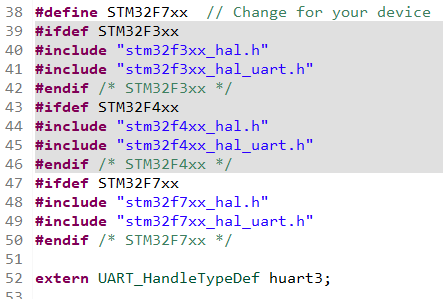 38 #define STM32F7xx  // Change for your device
39 #ifdef STM32F3xx
40 #include "stm32f3xx_hal.h"
41 #include "stm32f3xx_hal_uart.h"
42 #endif /* STM32F3xx */
43 #ifdef STM32F4xx
44 #include "stm32f4xx_hal.h"
45 #include "stm32f4xx_hal_uart.h"
46 #endif /* STM32F4xx */
47 #ifdef STM32F7xx
48 #include "stm32f7xx_hal.h"
49 #include "stm32f7xx_hal_uart.h"
50 #endif /* STM32F7xx */
51
52 extern UART_HandleTypeDef huart3;
53